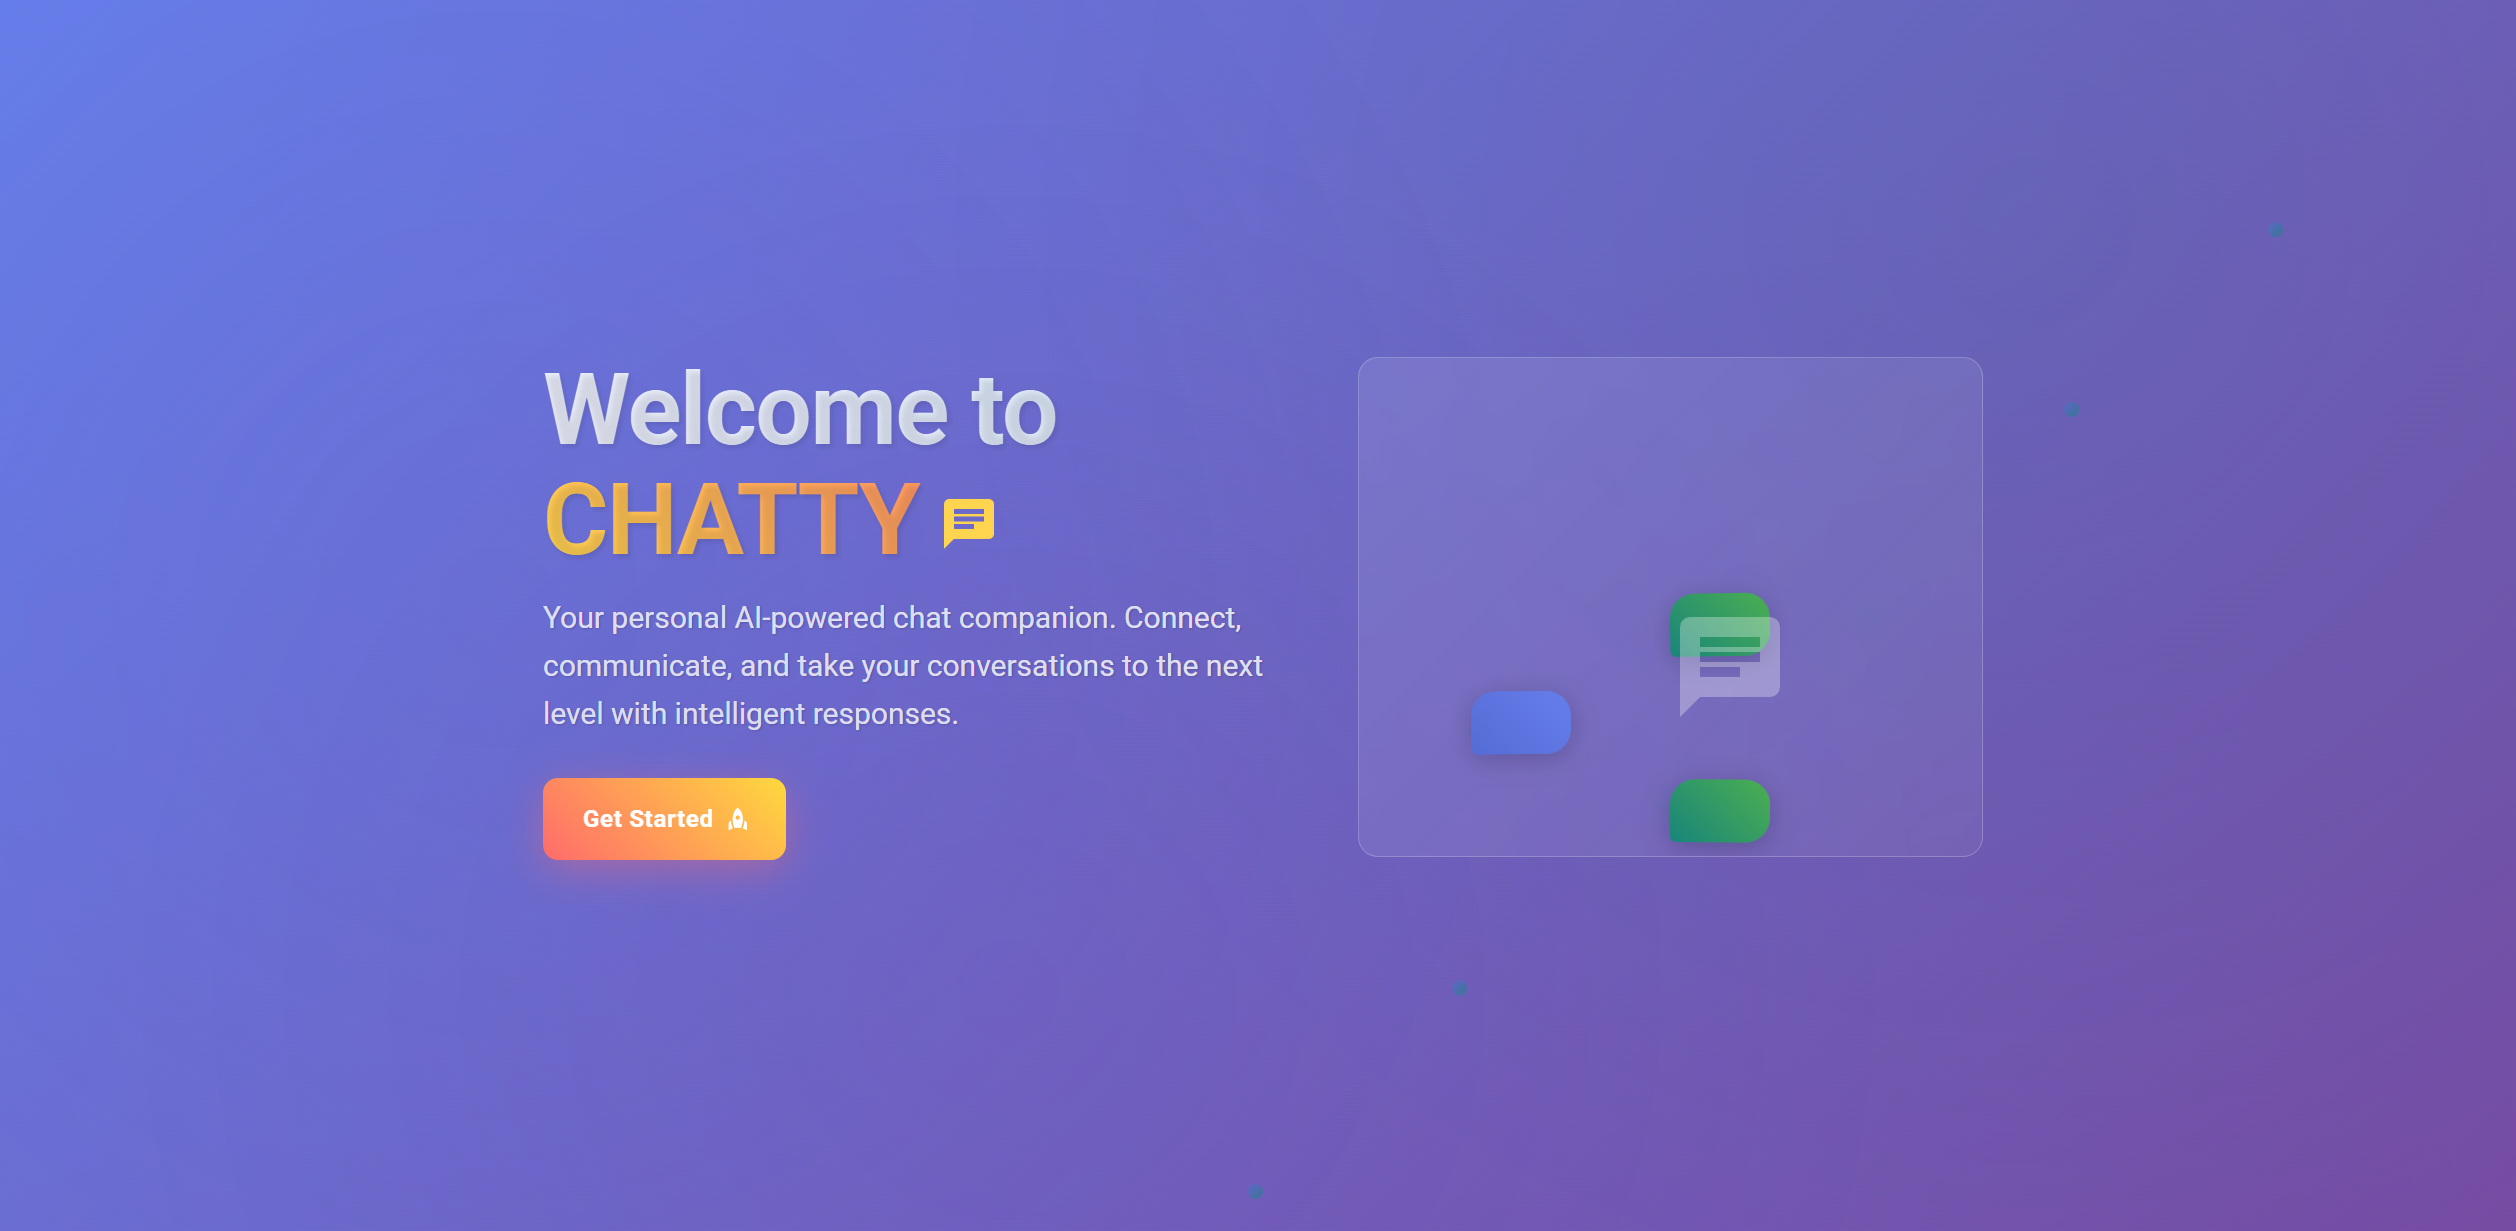 Welcome to
CHATTY
Your personal AI-powered chat companion. Connect,
communicate, and take your conversations to the next
level with intelligent responses.
Get Started